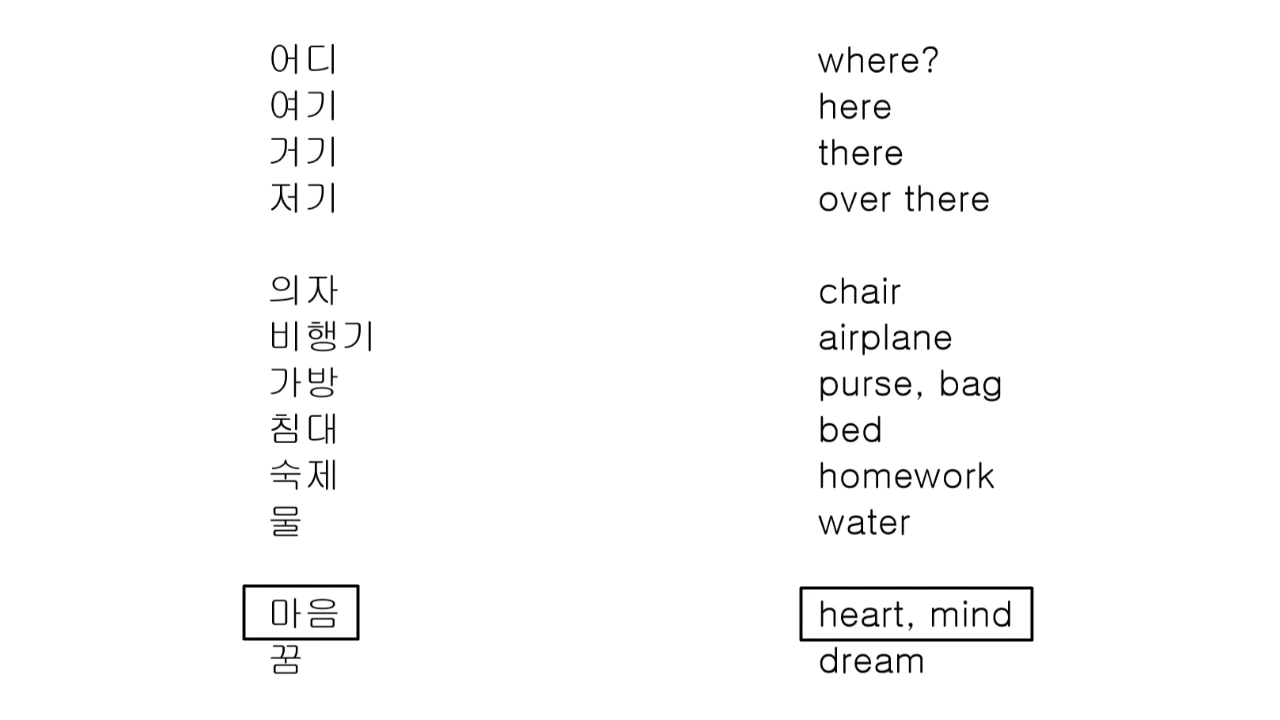 어디 where?
여기 here
거기 there
저기 over there
의자 chair
비행기 airplane
가방 purse, bag
침대 bed
숙제 homework
물 water
마음 heart, mind
꿈 dream